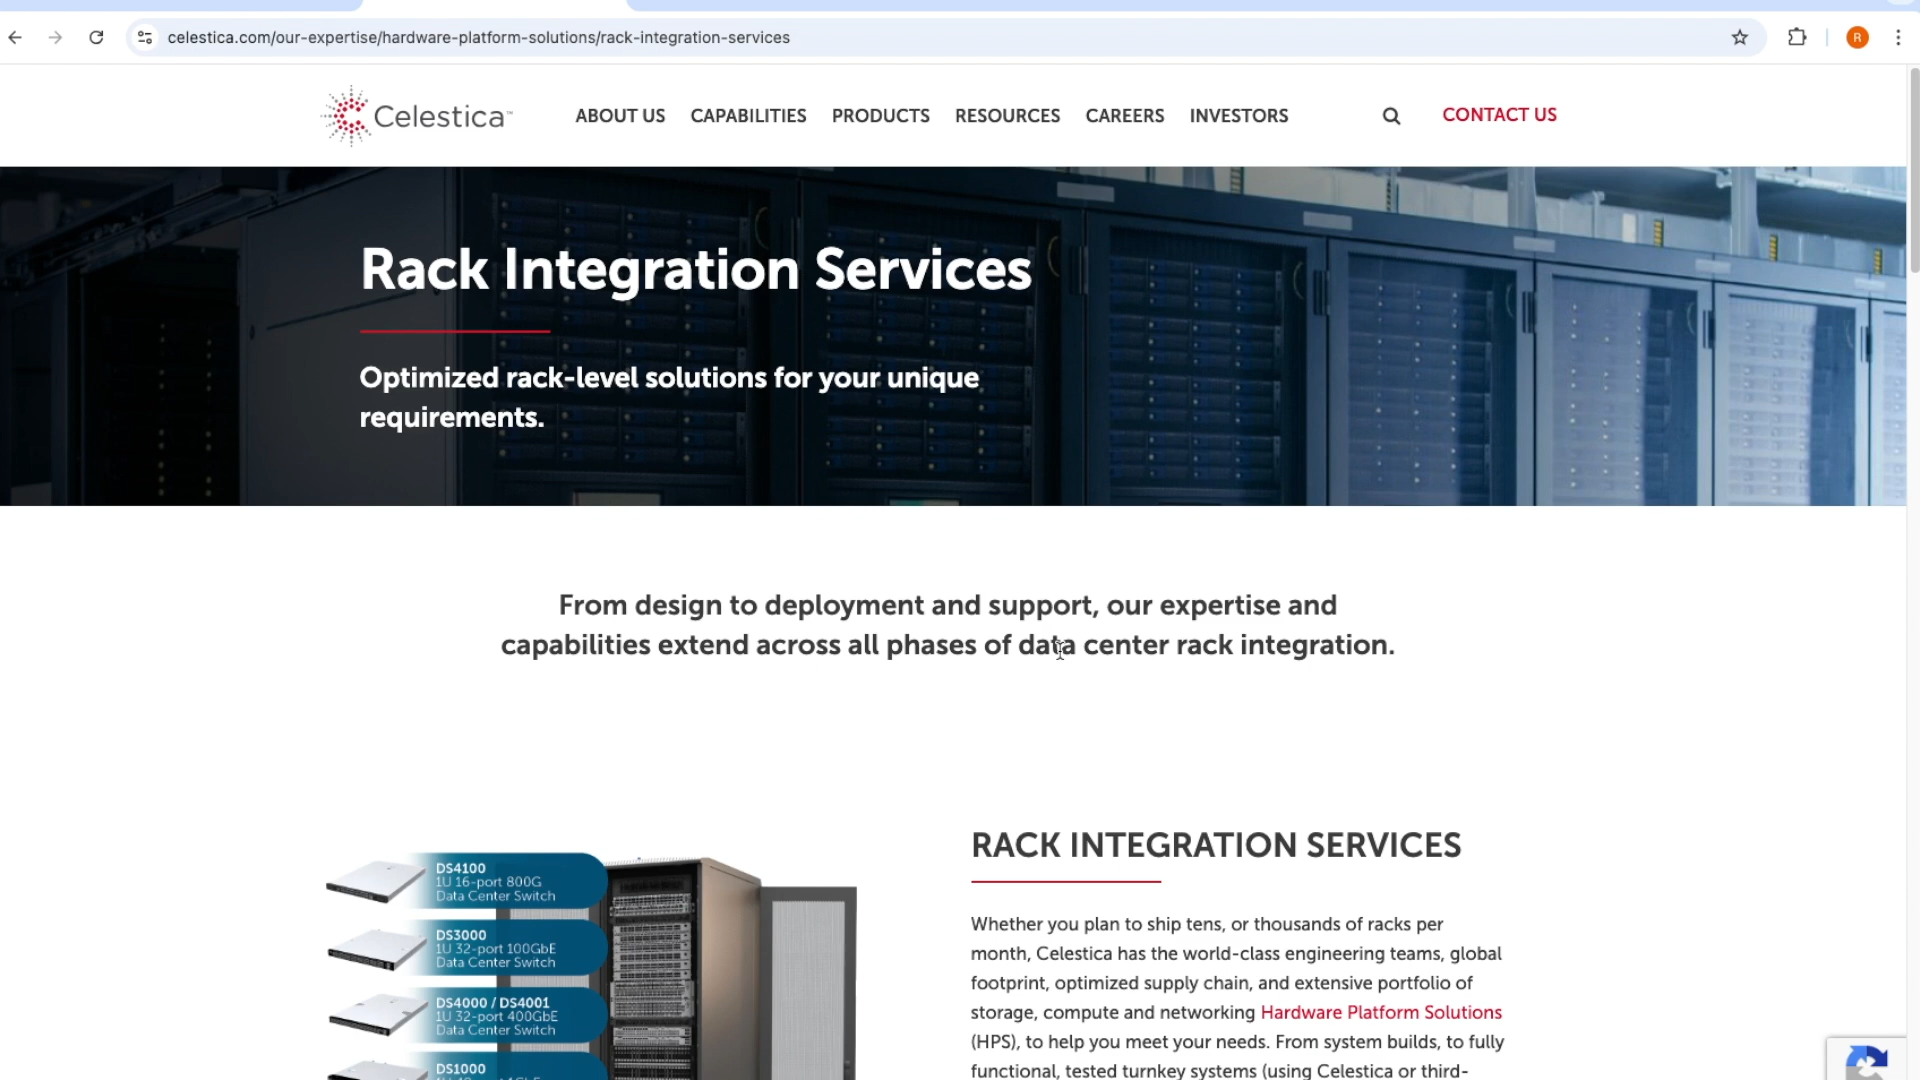 celestica.com/our-expertise/hardware-platform-solutions/rack-integration-services
R
Celestica™
ABOUT US CAPABILITIES PRODUCTS RESOURCES CAREERS INVESTORS CONTACT US
Rack Integration Services
Optimized rack-level solutions for your unique
requirements.
From design to deployment and support, our expertise and
capabilities extend across all phases of data center rack integration.
DS4100
1U 16-port 800G
Data Center Switch
DS3000
1U 32-port 100GbE
Data Center Switch
DS4000 / DS4001
1U 32-port 400GbE
Data Center Switch
DS1000
RACK INTEGRATION SERVICES
Whether you plan to ship tens, or thousands of racks per
month, Celestica has the world-class engineering teams, global
footprint, optimized supply chain, and extensive portfolio of
storage, compute and networking Hardware Platform Solutions
(HPS), to help you meet your needs. From system builds, to fully
functional, tested turnkey systems (using Celestica or third-